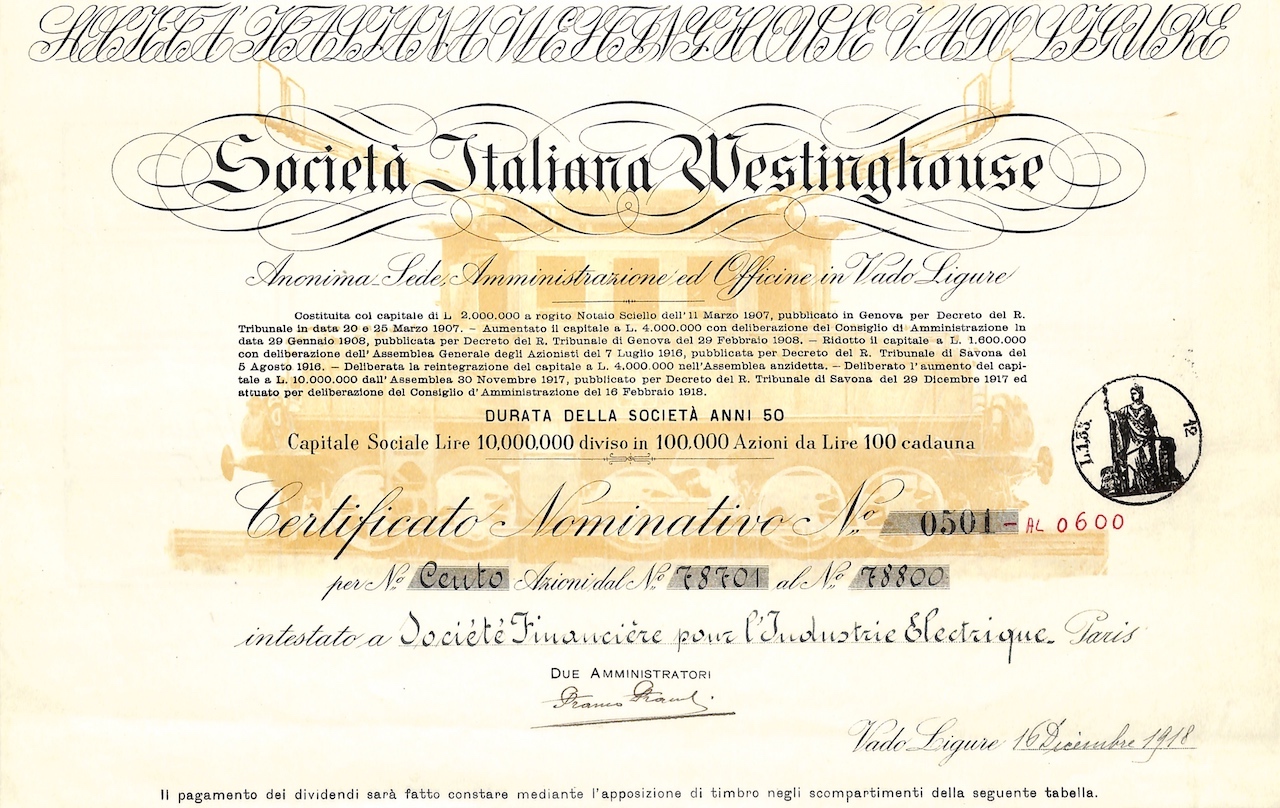 SOCIETÀ ITALIANA WESTINGHOUSE VADO LIGURE
Società Italiana Westinghouse
Anonima_Sede, Amministrazione ed Officine in Vado Ligure
Costituita col capitale di L 2.000.000 a rogito Notaio Sciello dell'11 Marzo 1907, pubblicato in Genova per Decreto del R.
Tribunale in data 20 e 25 Marzo 1907. – Aumentato il capitale a L. 4.000.000 con deliberazione del Consiglio di Amministrazione in
data 29 Gennaio 1908, pubblicata per Decreto del R. Tribunale di Genova del 29 Febbraio 1908. – Ridotto il capitale a L. 1.600.000
con deliberazione dell'Assemblea Generale degli Azionisti del 7 Luglio 1916, pubblicata per Decreto del R. Tribunale di Savona del
5 Agosto 1916. – Deliberata la reintegrazione del capitale a L. 4.000.000 nell'Assemblea anzidetta. – Deliberato l'aumento del capi-
tale a L. 10.000.000 dall'Assemblea 30 Novembre 1917, pubblicato per Decreto del R. Tribunale di Savona del 29 Dicembre 1917 ed
attuato per deliberazione del Consiglio d'Amministrazione del 16 Febbraio 1918.
DURATA DELLA SOCIETÀ ANNI 50
Capitale Sociale Lire 10,000.000 diviso in 100.000 Azioni da Lire 100 cadauna
L.1.35. 12
Certificato Nominativo No. 0501 - AL 0600
per No. Cento Azioni dal No. 78701 al No. 78800
intestato a Société Financière pour l'Industrie Electrique_ Paris
DUE AMMINISTRATORI
Vado Ligure 16 Dicembre 1918
Il pagamento dei dividendi sarà fatto constare mediante l'apposizione di timbro negli scompartimenti della seguente tabella.